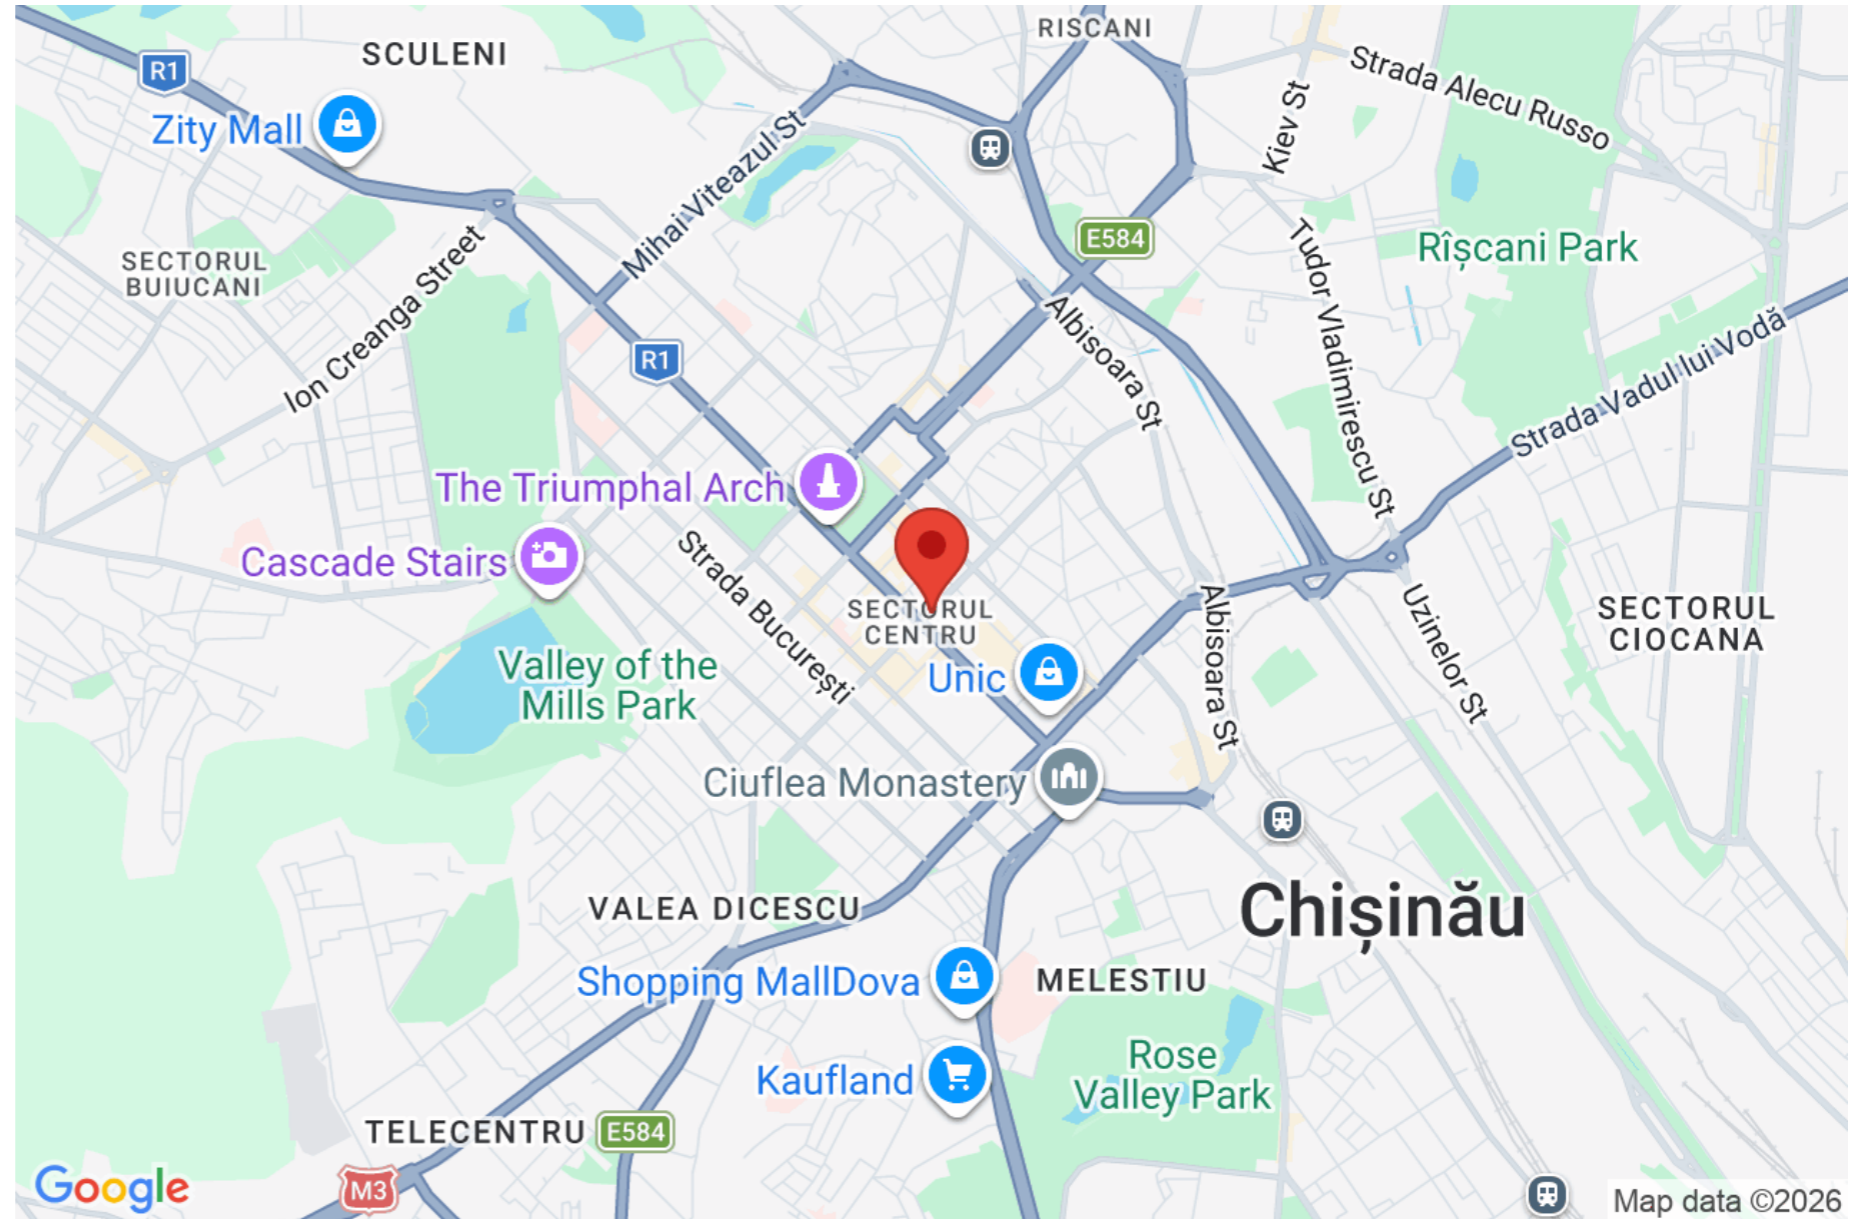 RISCANI
SCULENI
R1
Strada Alecu Russo
Zity Mall
Kiev St
Mihai Viteazul St
E584
Rîșcani Park
SECTORUL
BUIUCANI
Ion Creanga Street
Tudor Vladimirescu St
Albisoara St
R1
Strada Vadul lui Vodă
The Triumphal Arch
Cascade Stairs
Strada București
SECTORUL
CENTRU
Albisoara St
Uzinelor St
SECTORUL
CIOCANA
Valley of the
Mills Park
Unic
Ciuflea Monastery
Chișinău
VALEA DICESCU
Shopping MallDova
MELESTIU
Rose
Valley Park
Kaufland
TELECENTRU
E584
M3
Google
Map data ©2026